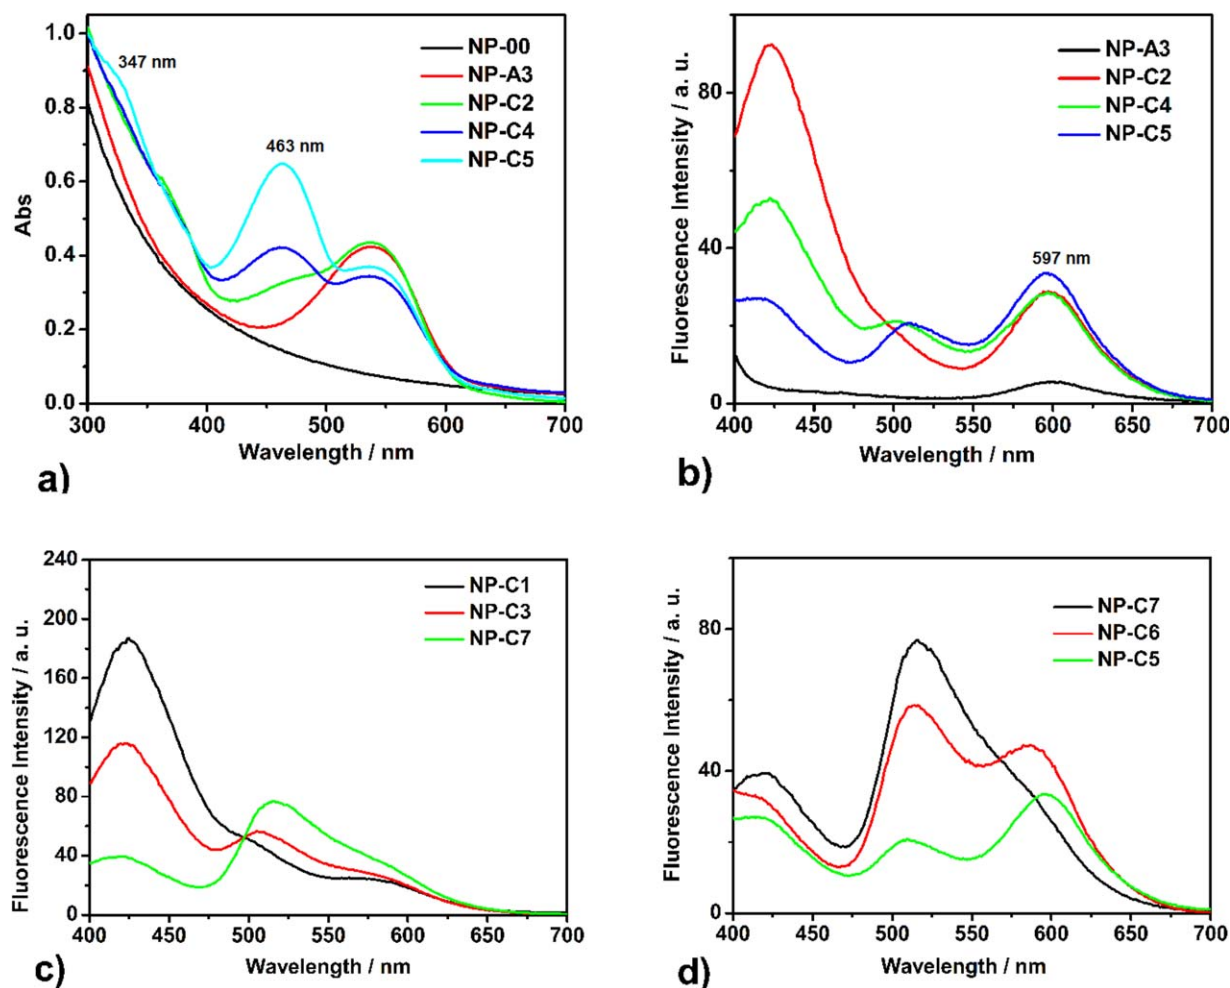 1.0
0.8
0.6
0.4
0.2
0.0
Abs
347 nm
463 nm
NP-00
NP-A3
NP-C2
NP-C4
NP-C5
300 400 500 600 700
Wavelength / nm
a)
80
40
0
Fluorescence Intensity / a. u.
597 nm
NP-A3
NP-C2
NP-C4
NP-C5
400 450 500 550 600 650 700
Wavelength / nm
b)
240
200
160
120
80
40
0
Fluorescence Intensity / a. u.
NP-C1
NP-C3
NP-C7
400 450 500 550 600 650 700
Wavelength / nm
c)
80
40
0
Fluorescence Intensity / a. u.
NP-C7
NP-C6
NP-C5
400 450 500 550 600 650 700
Wavelength / nm
d)